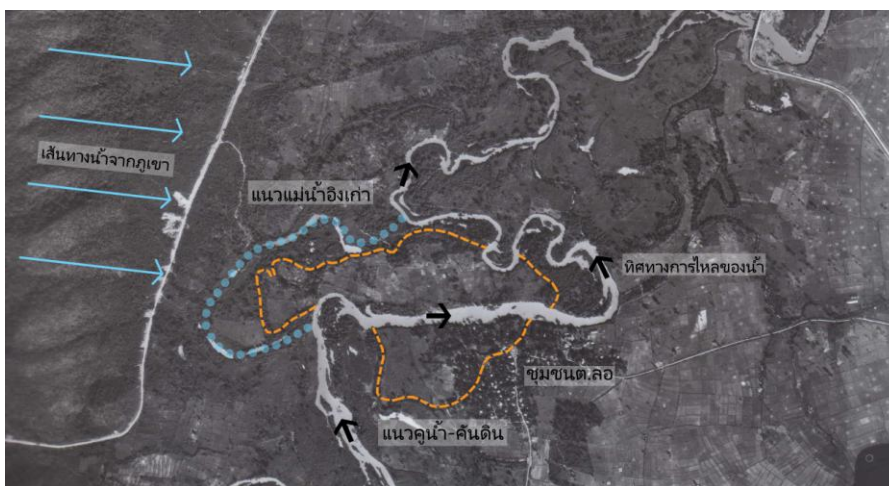 เส้นทางน้ำจากภูเขา
แนวแม่น้ำอิงเก่า
ทิศทางการไหลของน้ำ
ชุมชนต.ลอ
แนวคูน้ำ-คันดิน